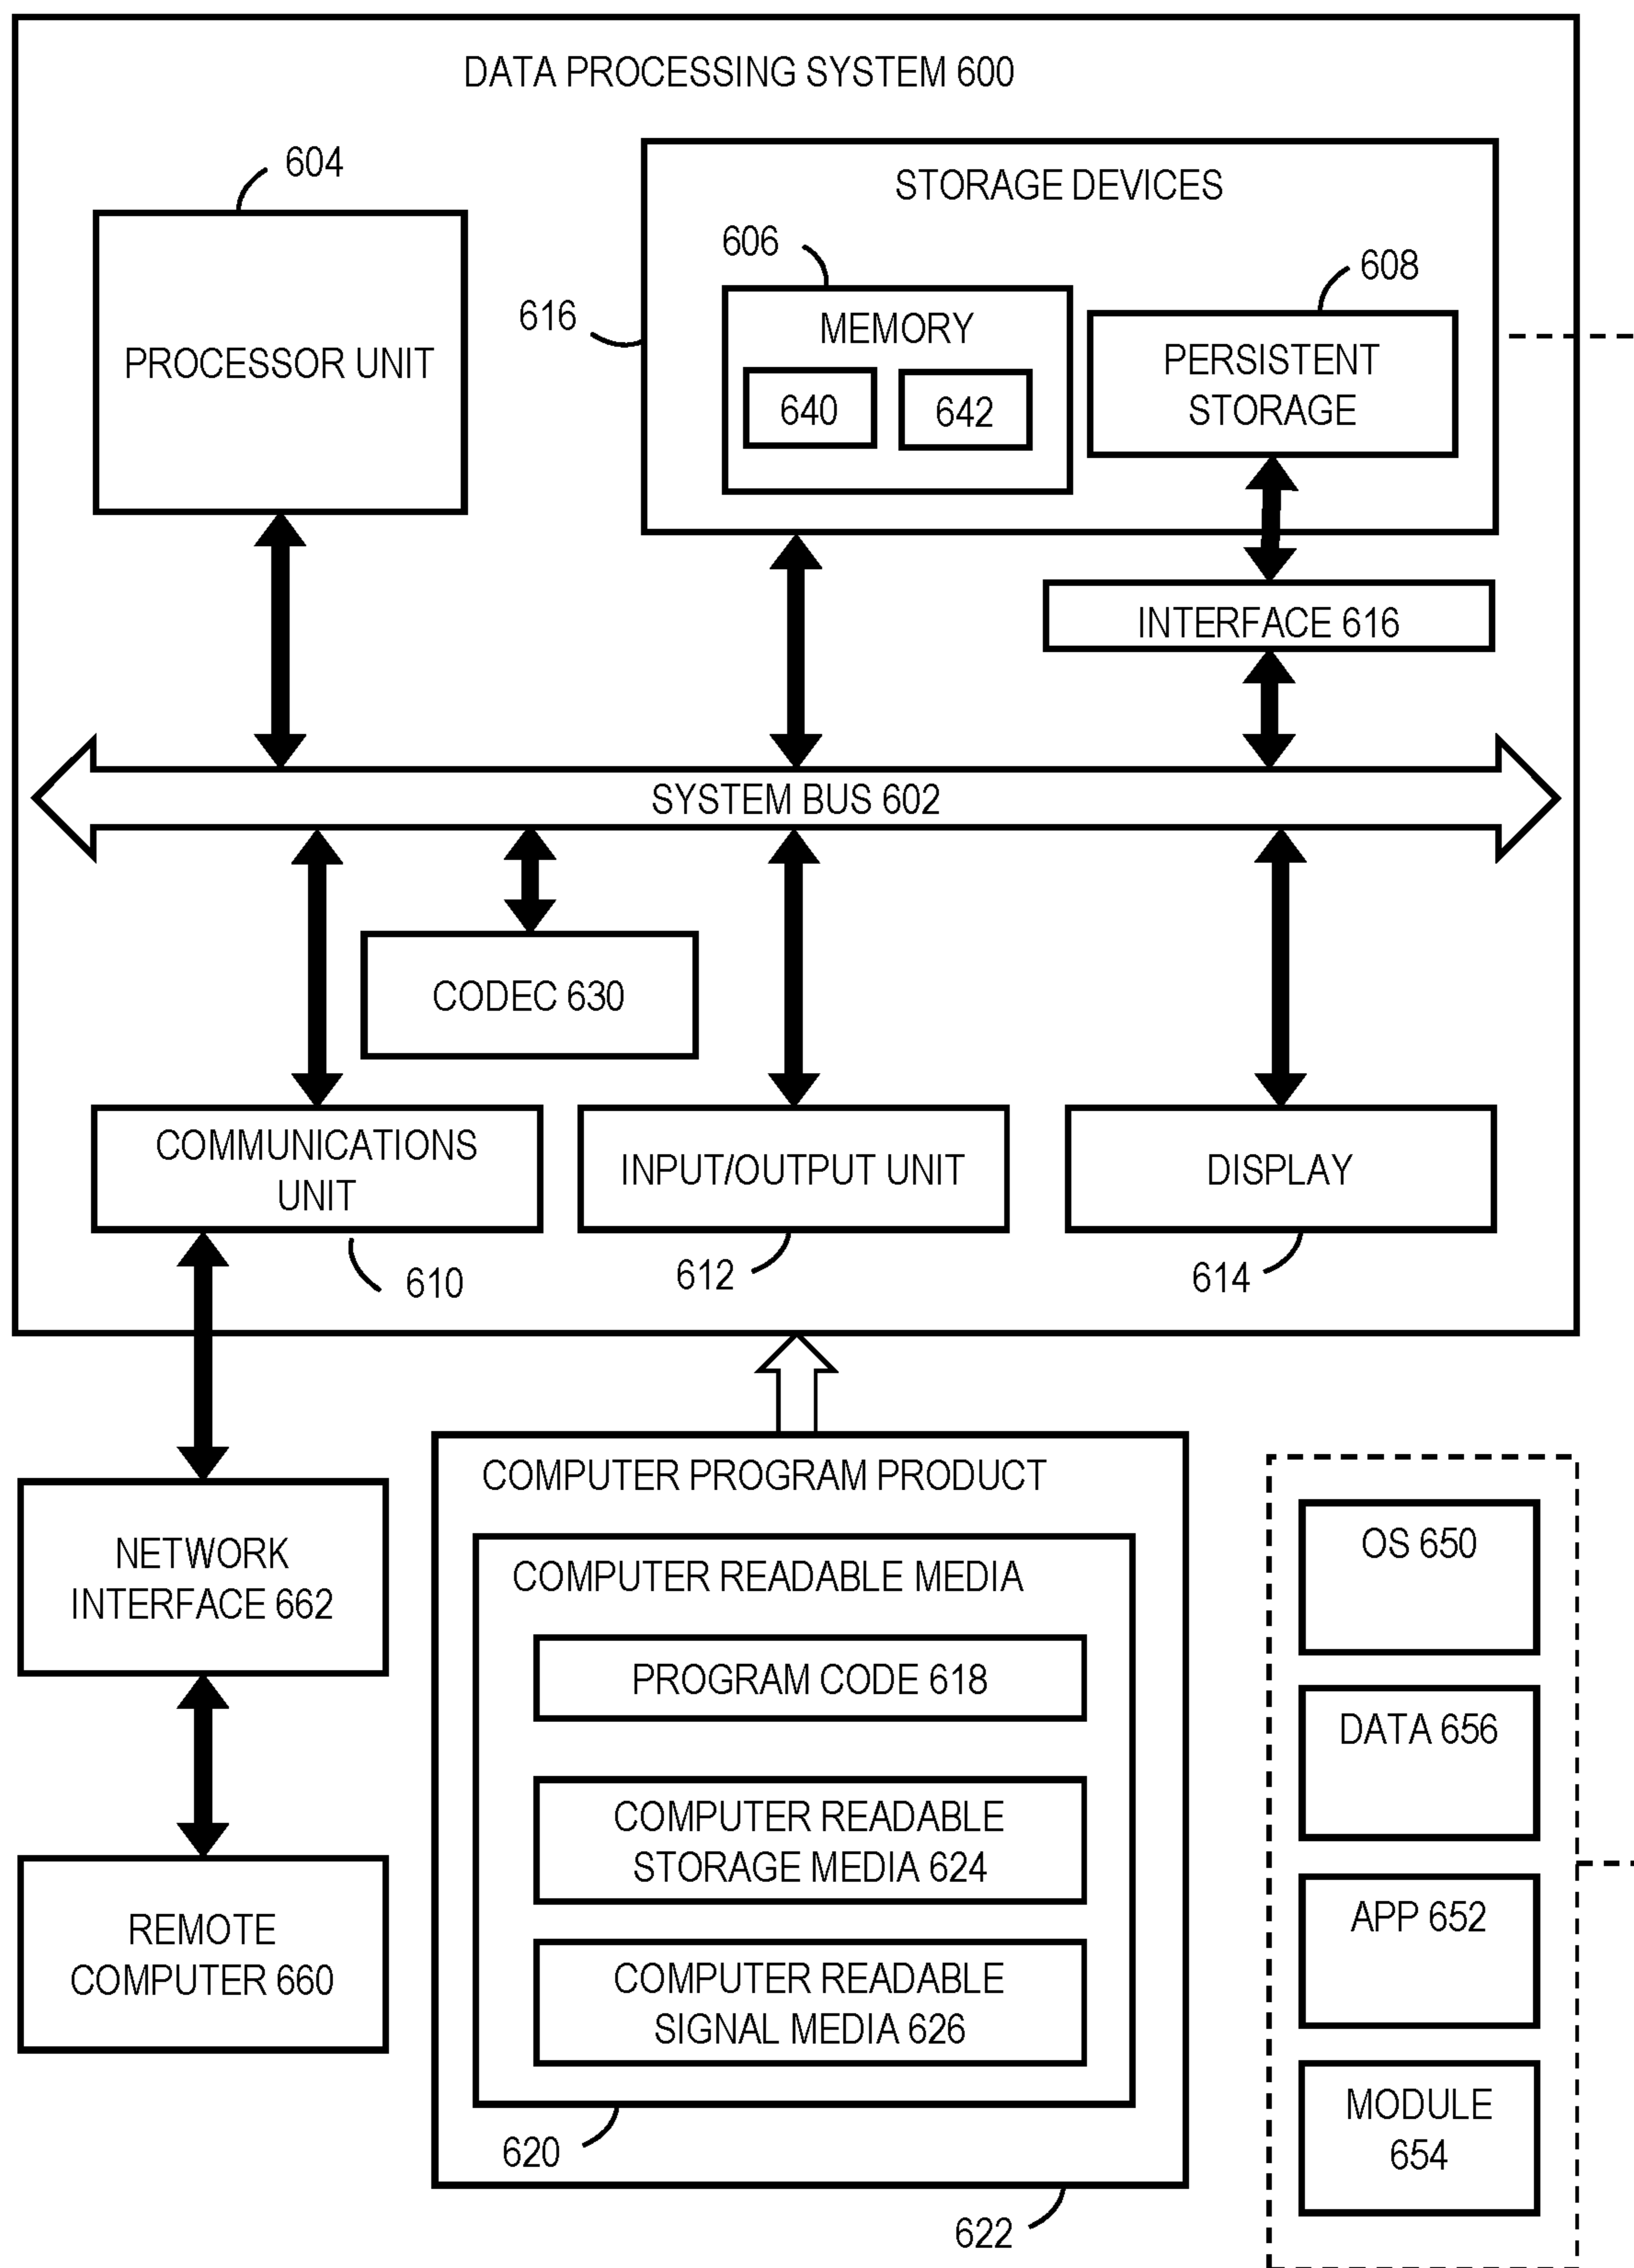 DATA PROCESSING SYSTEM 600
604
STORAGE DEVICES
606
608
616
MEMORY
PROCESSOR UNIT
PERSISTENT
STORAGE
640
642
INTERFACE 616
SYSTEM BUS 602
CODEC 630
COMMUNICATIONS
UNIT
INPUT/OUTPUT UNIT
DISPLAY
610
612
614
COMPUTER PROGRAM PRODUCT
NETWORK
INTERFACE 662
COMPUTER READABLE MEDIA
PROGRAM CODE 618
COMPUTER READABLE
STORAGE MEDIA 624
COMPUTER READABLE
SIGNAL MEDIA 626
REMOTE
COMPUTER 660
620
622
OS 650
DATA 656
APP 652
MODULE
654